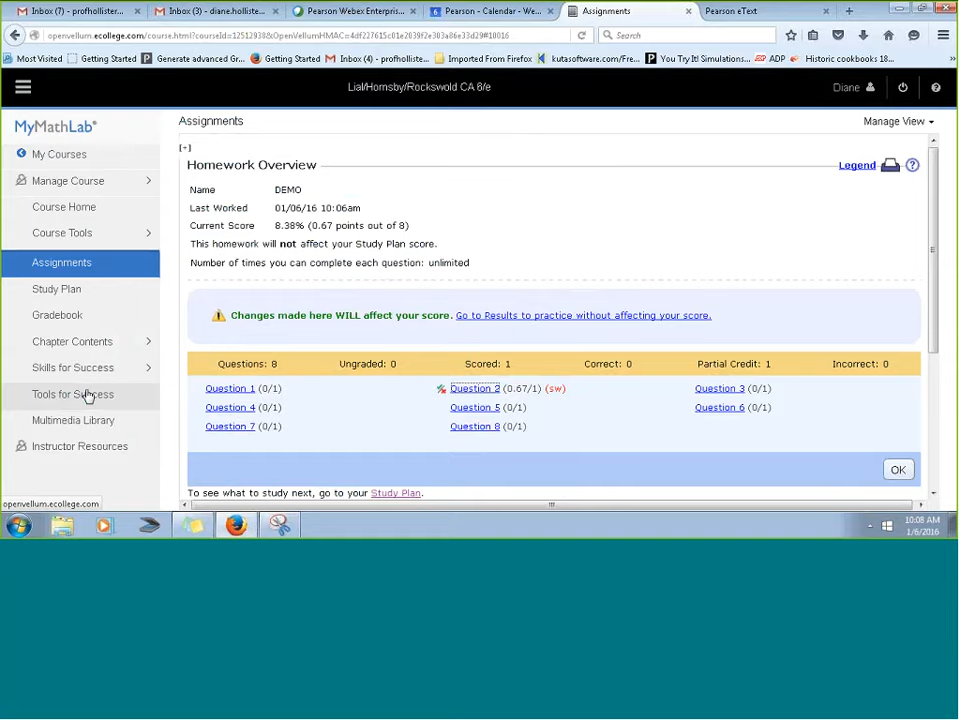 Inbox (7) - profhollister...
Inbox (3) - diane.holliste...
Pearson Webex Enterpris...
Pearson - Calendar - We...
Assignments
Pearson eText
openvellum.ecollege.com/course.html?courseId=12512938&OpenVellumHMAC=4df227615c01e2039f2e303a86e33d29#10016
Search
Most Visited
Getting Started
Generate advanced Gr...
Getting Started
Inbox (4) - profhollist...
Imported From Firefox
kutasoftware.com/Fre...
You Try It! Simulations...
ADP
Historic cookbooks 18...
Lial/Hornsby/Rockswold CA 6/e
Diane
MyMathLab®
Assignments
Manage View
My Courses
Manage Course
Course Home
Course Tools
Assignments
Study Plan
Gradebook
Chapter Contents
Skills for Success
Tools for Success
Multimedia Library
Instructor Resources
[+]
Homework Overview
Legend
Name DEMO
Last Worked 01/06/16 10:06am
Current Score 8.38% (0.67 points out of 8)
This homework will not affect your Study Plan score.
Number of times you can complete each question: unlimited
Changes made here WILL affect your score. Go to Results to practice without affecting your score.
Questions: 8 Ungraded: 0 Scored: 1 Correct: 0 Partial Credit: 1 Incorrect: 0
Question 1 (0/1) Question 2 (0.67/1) (sw) Question 3 (0/1)
Question 4 (0/1) Question 5 (0/1) Question 6 (0/1)
Question 7 (0/1) Question 8 (0/1)
OK
To see what to study next, go to your Study Plan.
openvellum.ecollege.com
10:08 AM
1/6/2016